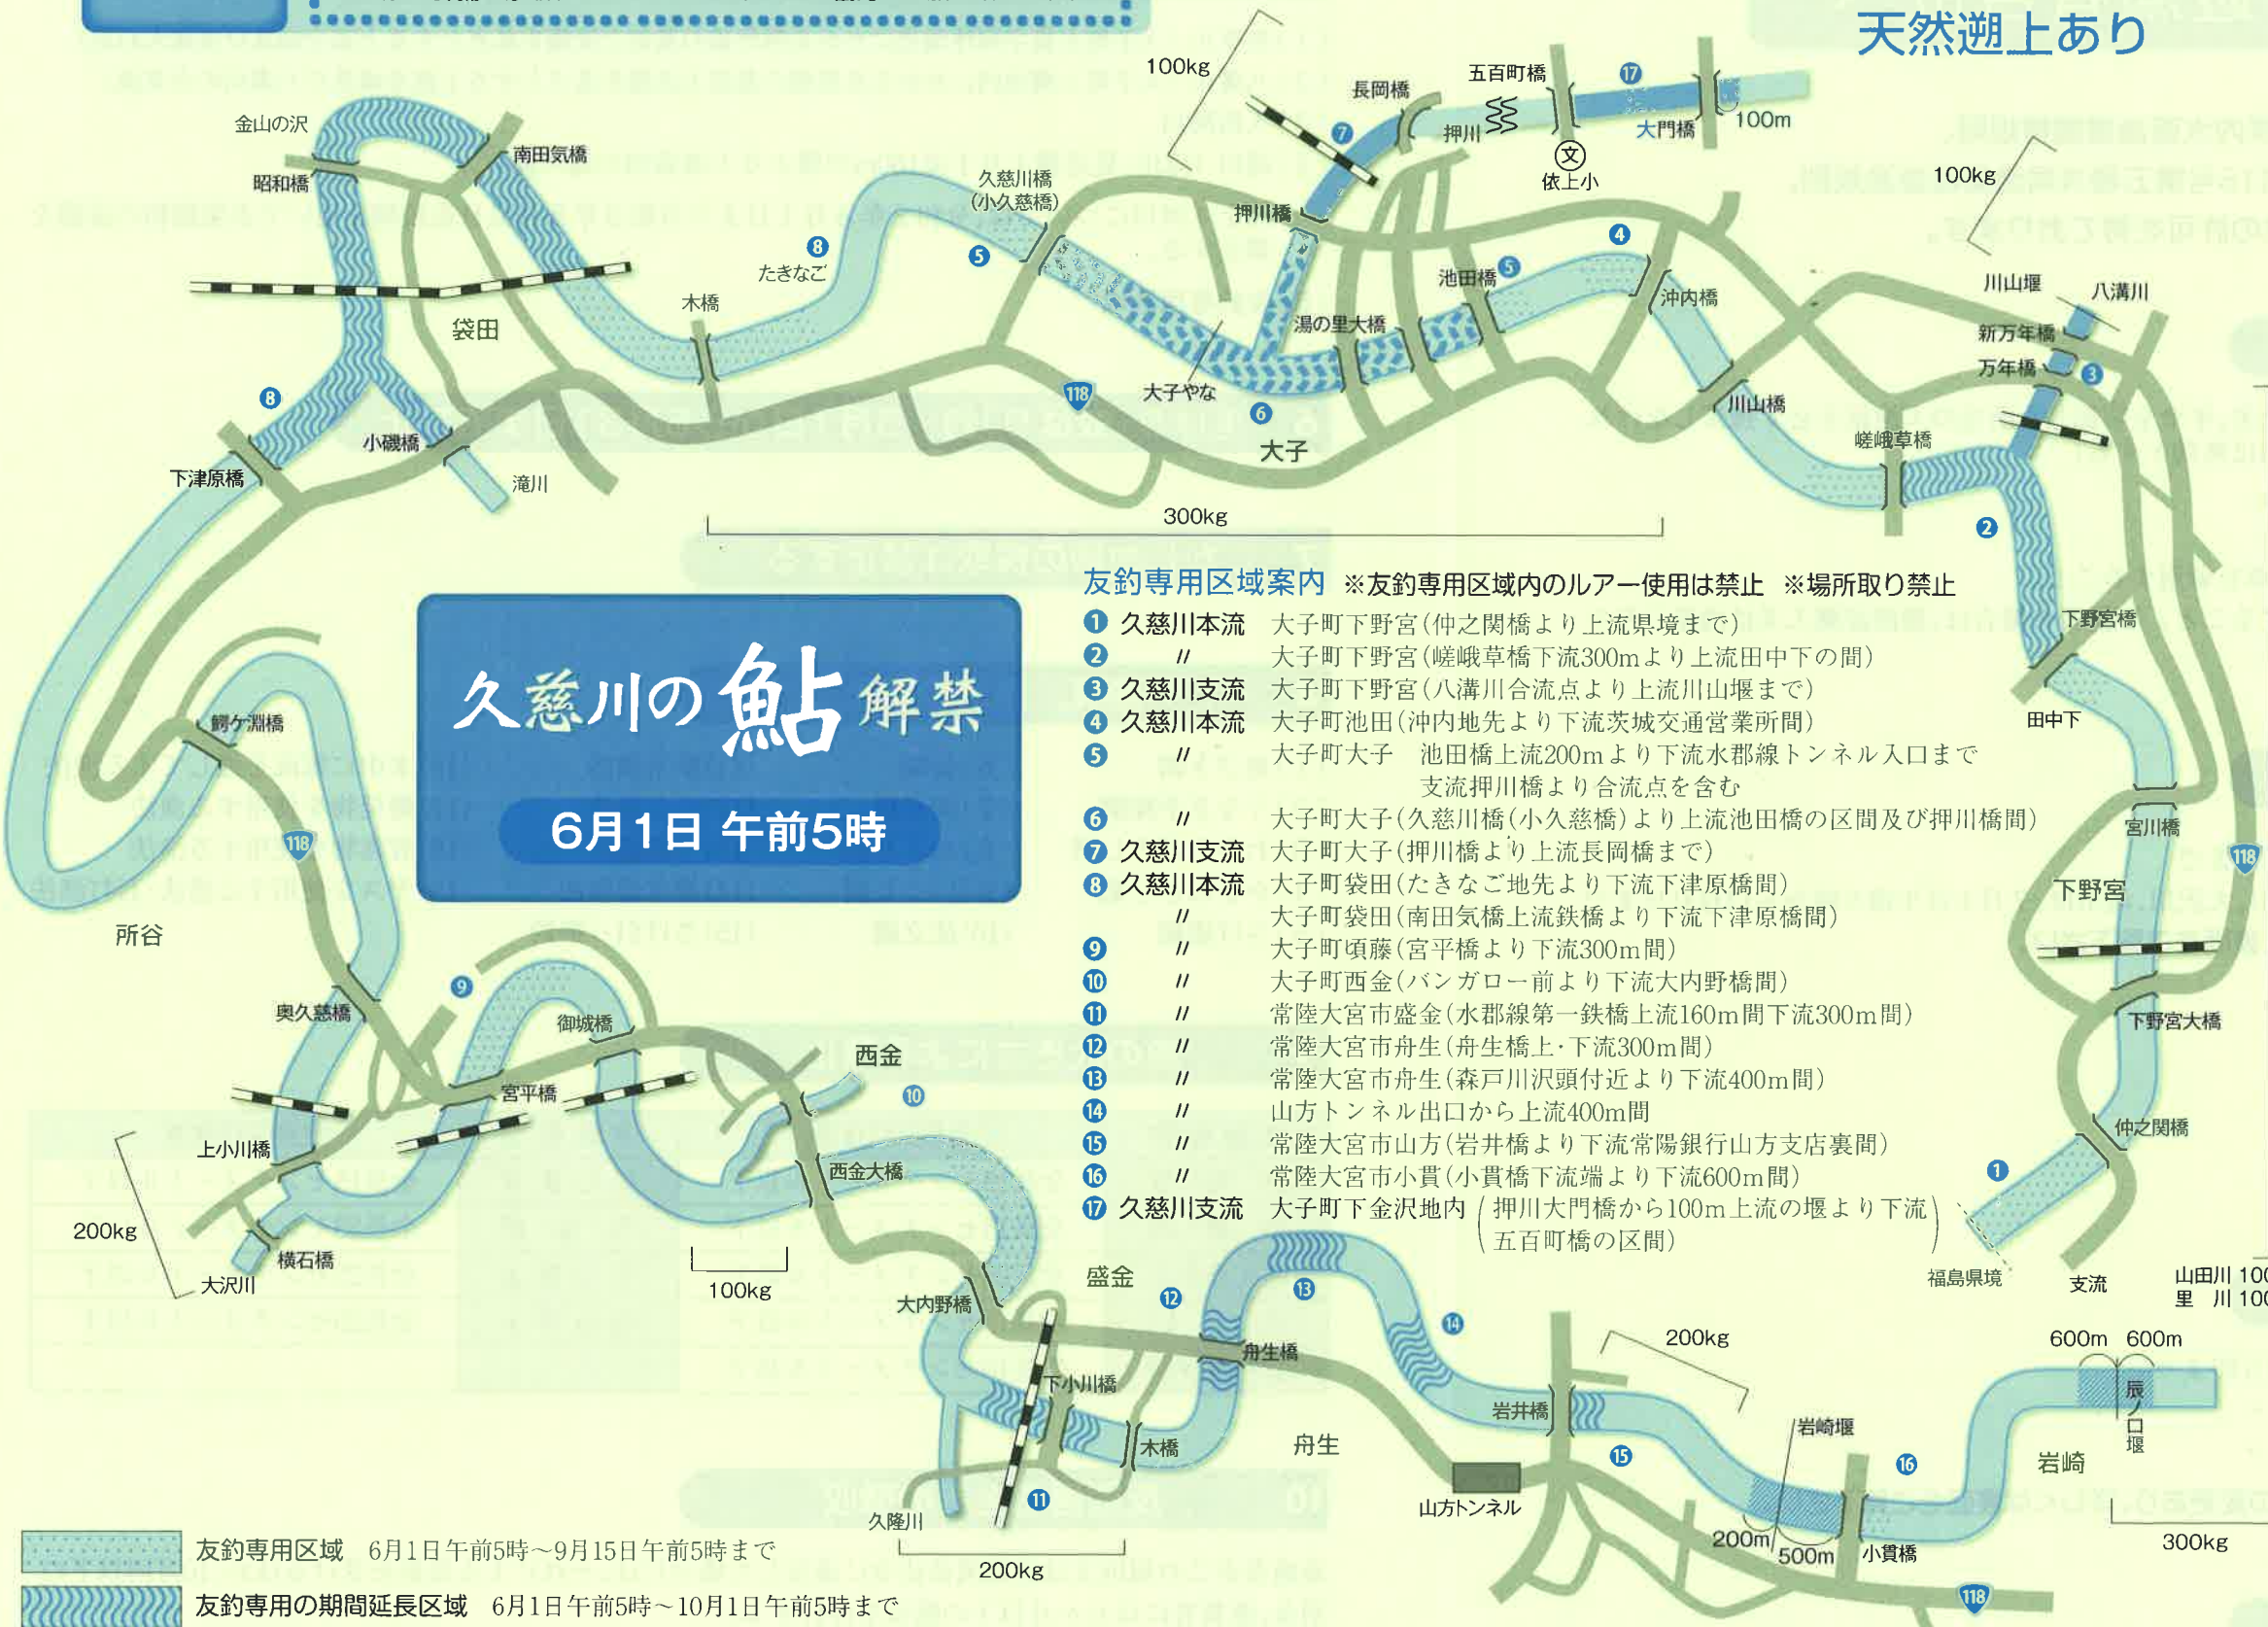 天然遡上あり
100kg
五百町橋
17
長岡橋
7
押川
大門橋
100m
文
依上小
金山の沢
南田気橋
昭和橋
久慈川橋
(小久慈橋)
押川橋
100kg
8
たきなご
5
4
池田橋
5
沖内橋
川山堰
八溝川
新万年橋
万年橋
3
袋田
木橋
湯の里大橋
118
大子やな
6
大子
川山橋
嵯峨草橋
2
8
小磯橋
下津原橋
滝川
300kg
下野宮橋
田中下
宮川橋
118
下野宮
下野宮大橋
仲之関橋
1
福島県境
支流
久慈川の鮎解禁
6月1日 午前5時
友釣専用区域案内 ※友釣専用区域内のルアー使用は禁止 ※場所取り禁止
1 久慈川本流 大子町下野宮(仲之関橋より上流県境まで)
2 〃 大子町下野宮(嵯峨草橋下流300mより上流田中下の間)
3 久慈川支流 大子町下野宮(八溝川合流点より上流川山堰まで)
4 久慈川本流 大子町池田(沖内地先より下流茨城交通営業所間)
5 〃 大子町大子 池田橋上流200mより下流水郡線トンネル入口まで
支流押川橋より合流点を含む
6 〃 大子町大子(久慈川橋(小久慈橋)より上流池田橋の区間及び押川橋間)
7 久慈川支流 大子町大子(押川橋より上流長岡橋まで)
8 久慈川本流 大子町袋田(たきなご地先より下流下津原橋間)
〃 大子町袋田(南田気橋上流鉄橋より下流下津原橋間)
9 〃 大子町頃藤(宮平橋より下流300m間)
10 〃 大子町西金(バンガロー前より下流大内野橋間)
11 〃 常陸大宮市盛金(水郡線第一鉄橋上流160m間下流300m間)
12 〃 常陸大宮市舟生(舟生橋上・下流300m間)
13 〃 常陸大宮市舟生(森戸川沢頭付近より下流400m間)
14 〃 山方トンネル出口から上流400m間
15 〃 常陸大宮市山方(岩井橋より下流常陽銀行山方支店裏間)
16 〃 常陸大宮市小貫(小貫橋下流端より下流600m間)
17 久慈川支流 大子町下金沢地内(押川大門橋から100m上流の堰より下流
五百町橋の区間)
鰐ケ淵橋
118
所谷
奥久慈橋
9
御城橋
宮平橋
西金
10
上小川橋
200kg
横石橋
大沢川
西金大橋
100kg
大内野橋
盛金
12
13
14
舟生橋
下小川橋
木橋
舟生
11
久隆川
200kg
岩井橋
15
200kg
岩崎堰
山方トンネル
200m
500m
小貫橋
16
岩崎
600m 600m
辰ノ口堰
300kg
118
山田川 100
里 川 100
友釣専用区域 6月1日午前5時～9月15日午前5時まで
友釣専用の期間延長区域 6月1日午前5時～10月1日午前5時まで